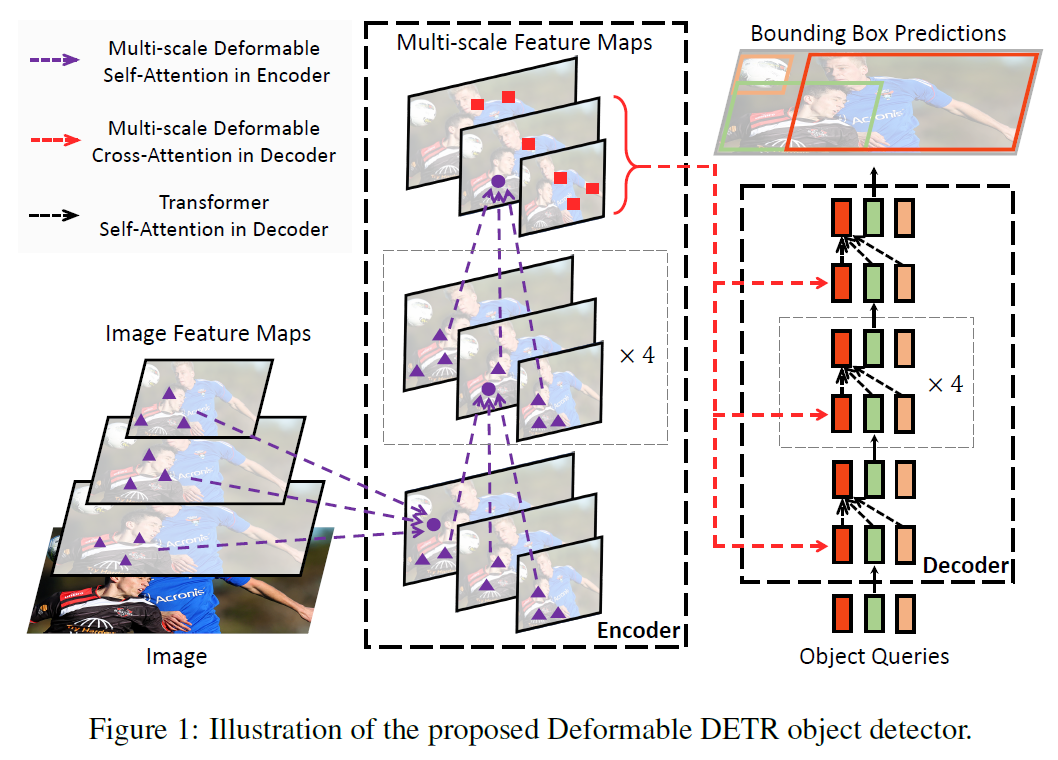 Multi-scale Deformable
Self-Attention in Encoder
Multi-scale Deformable
Cross-Attention in Decoder
Transformer
Self-Attention in Decoder
Image Feature Maps
Acronis
Acronis
Image
Multi-scale Feature Maps
× 4
Encoder
Bounding Box Predictions
× 4
Decoder
Object Queries
Figure 1: Illustration of the proposed Deformable DETR object detector.